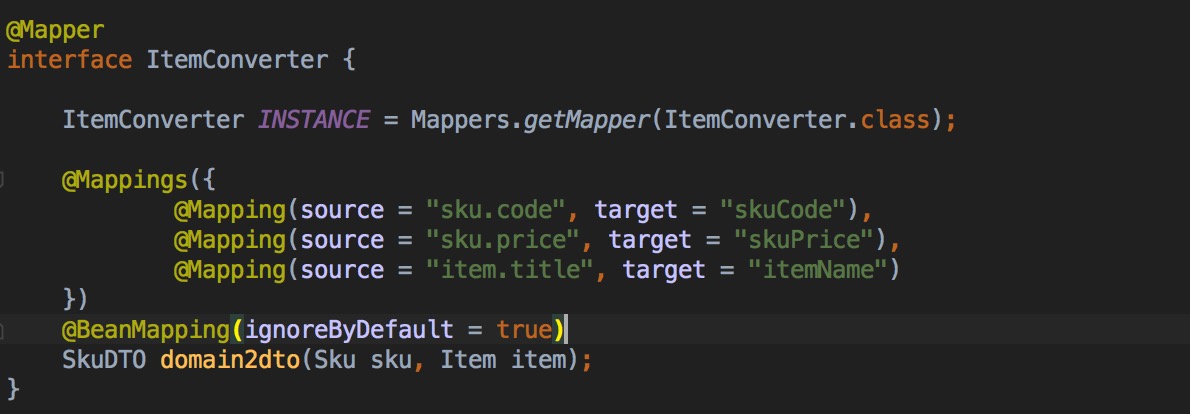 @Mapper
interface ItemConverter {
ItemConverter INSTANCE = Mappers.getMapper(ItemConverter.class);
@Mappings({
@Mapping(source = "sku.code", target = "skuCode"),
@Mapping(source = "sku.price", target = "skuPrice"),
@Mapping(source = "item.title", target = "itemName")
})
@BeanMapping(ignoreByDefault = true)
SkuDTO domain2dto(Sku sku, Item item);
}